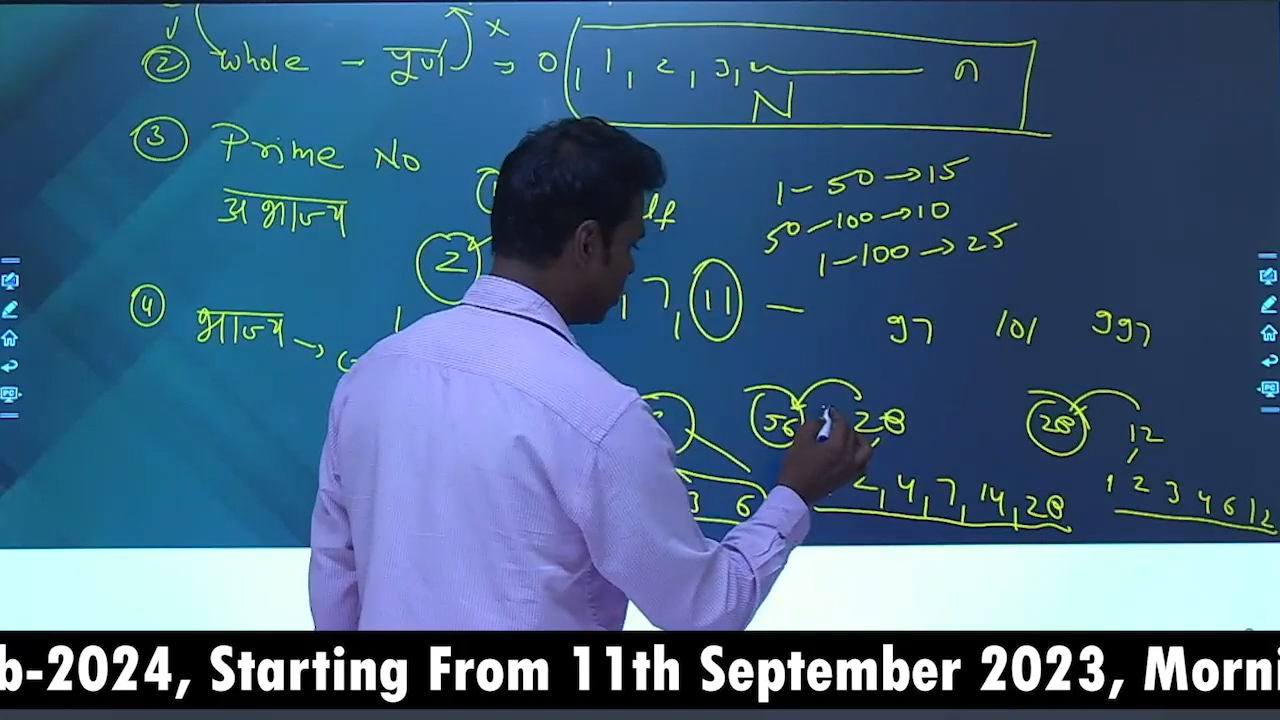 ② whole - पूर्ण → 0, 1, 2, 3, n
N
③ Prime No
1 - 50 → 15
अभाज्य
50 - 100 → 10
1 - 100 → 25
2 , 7, 11 - 97 101 997
④ भाज्य →
56 28 28 12
3 6 2, 4, 7, 14, 28 1 2 3 4 6 12
b-2024, Starting From 11th September 2023, Morni